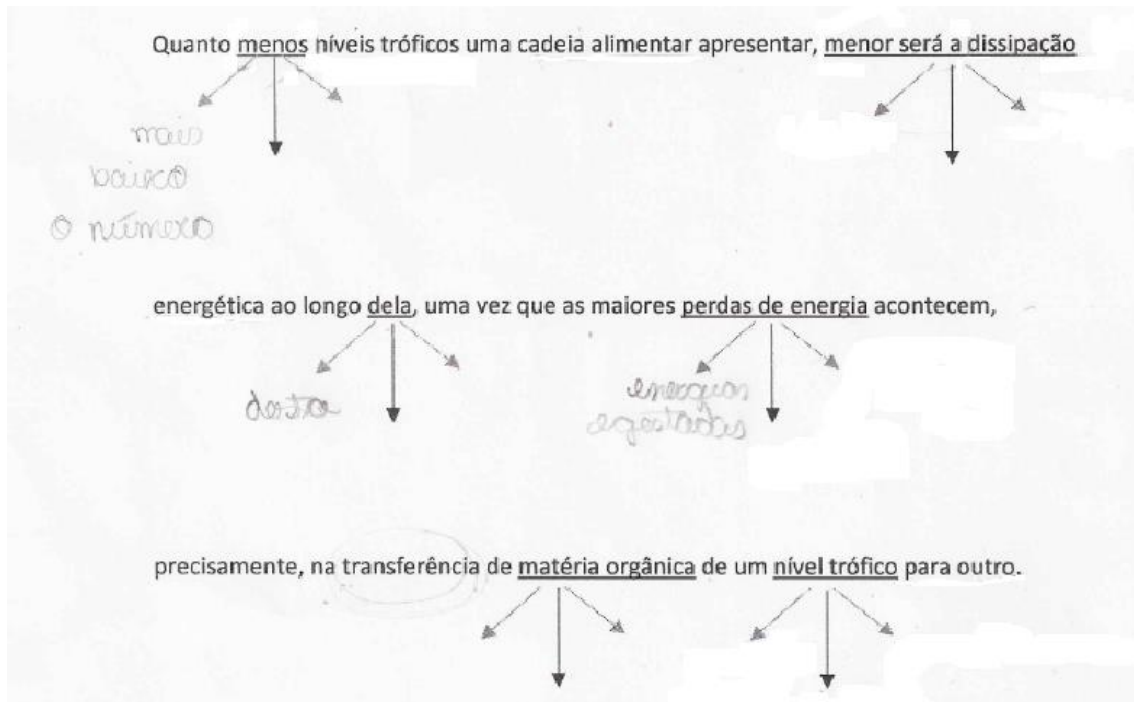 Quanto menos níveis tróficos uma cadeia alimentar apresentar, menor será a dissipação
mais
baixo
o número
energética ao longo dela, uma vez que as maiores perdas de energia acontecem,
desta
energias
precisamente, na transferência de matéria orgânica de um nível trófico para outro.